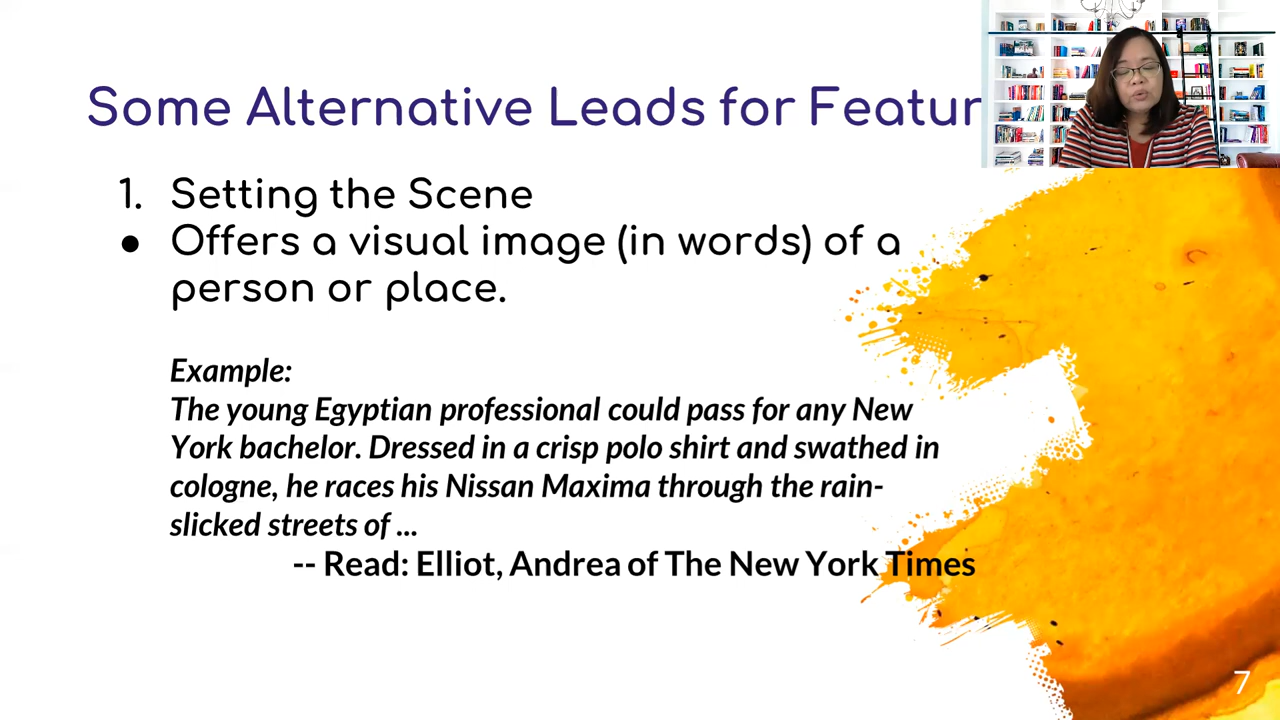 Some Alternative Leads for Featur
1. Setting the Scene
● Offers a visual image (in words) of a
person or place.
Example:
The young Egyptian professional could pass for any New
York bachelor. Dressed in a crisp polo shirt and swathed in
cologne, he races his Nissan Maxima through the rain-
slicked streets of ...
-- Read: Elliot, Andrea of The New York Times
7